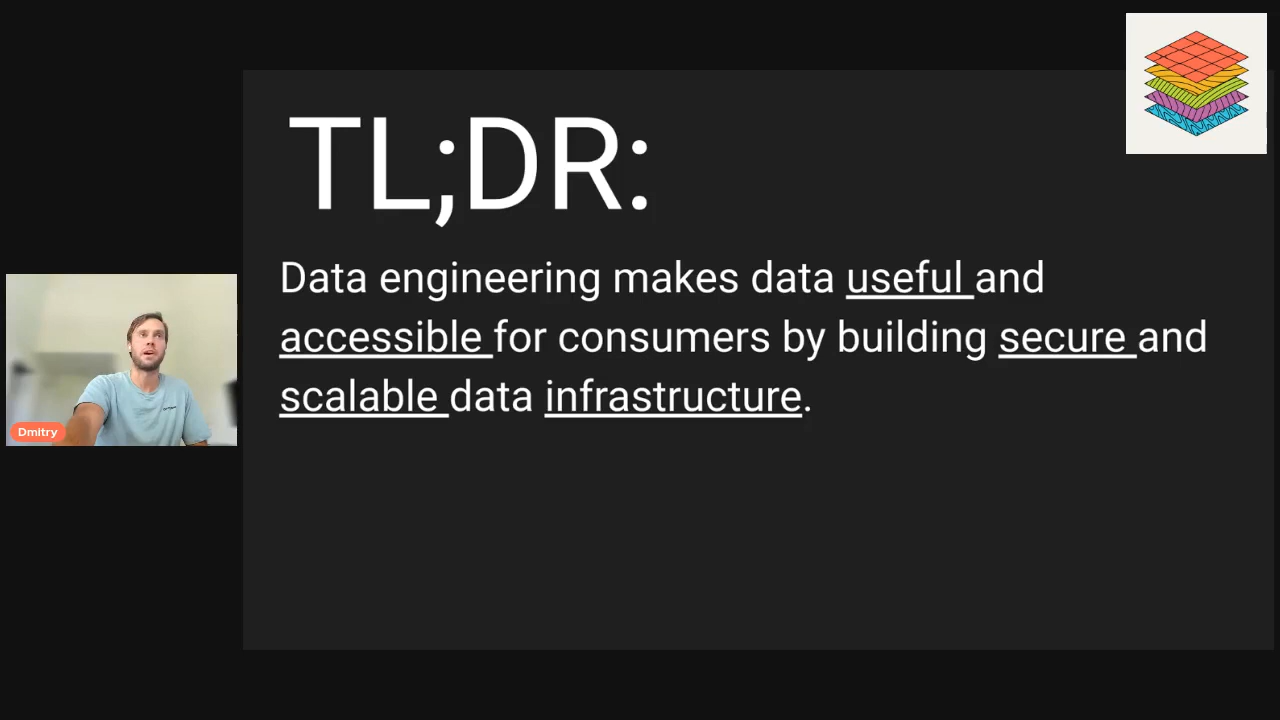 TL;DR:
Data engineering makes data useful and
accessible for consumers by building secure and
scalable data infrastructure.
Dmitry